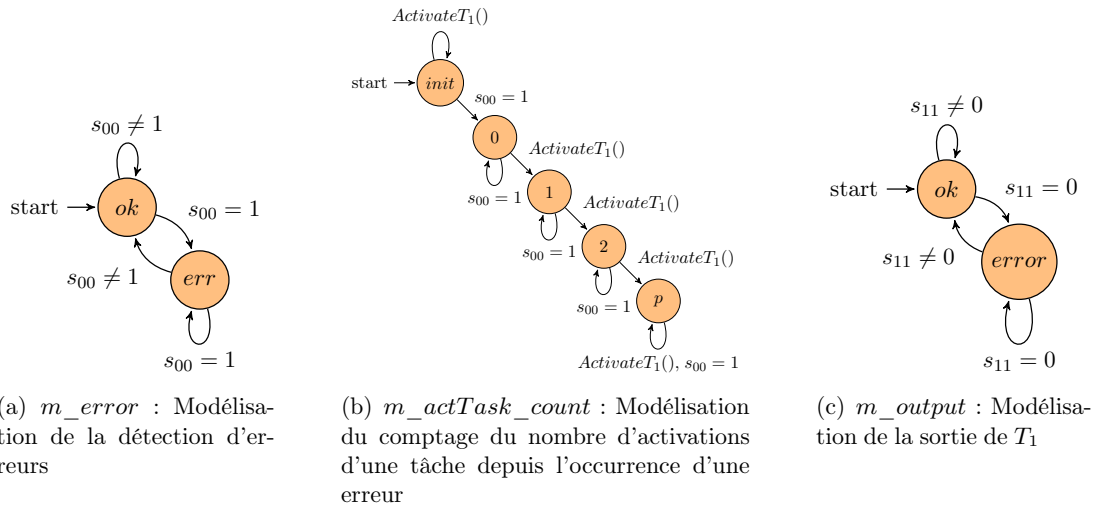 s₀₀ ≠ 1
start
ok
s₀₀ = 1
s₀₀ ≠ 1
err
s₀₀ = 1
(a) m_error : Modélisa-
tion de la détection d'er-
reurs
ActivateT₁()
start
init
s₀₀ = 1
0
ActivateT₁()
s₀₀ = 1
1
ActivateT₁()
s₀₀ = 1
2
ActivateT₁()
s₀₀ = 1
p
ActivateT₁(), s₀₀ = 1
(b) m_actTask_count : Modélisation
du comptage du nombre d'activations
d'une tâche depuis l'occurrence d'une
erreur
s₁₁ ≠ 0
start
ok
s₁₁ = 0
s₁₁ ≠ 0
error
s₁₁ = 0
(c) m_output : Modélisa-
tion de la sortie de T₁